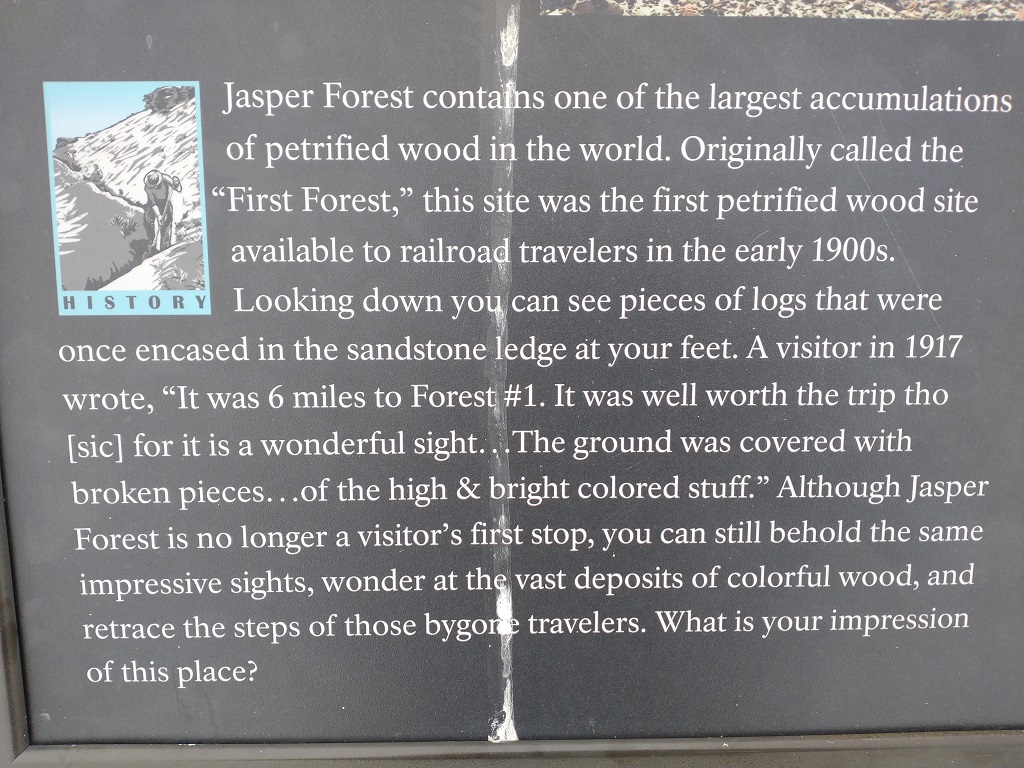 Jasper Forest contains one of the largest accumulations
of petrified wood in the world. Originally called the
“First Forest,” this site was the first petrified wood site
available to railroad travelers in the early 1900s.
HISTORY
Looking down you can see pieces of logs that were
once encased in the sandstone ledge at your feet. A visitor in 1917
wrote, “It was 6 miles to Forest #1. It was well worth the trip tho
[sic] for it is a wonderful sight…The ground was covered with
broken pieces…of the high & bright colored stuff.” Although Jasper
Forest is no longer a visitor’s first stop, you can still behold the same
impressive sights, wonder at the vast deposits of colorful wood, and
retrace the steps of those bygone travelers. What is your impression
of this place?